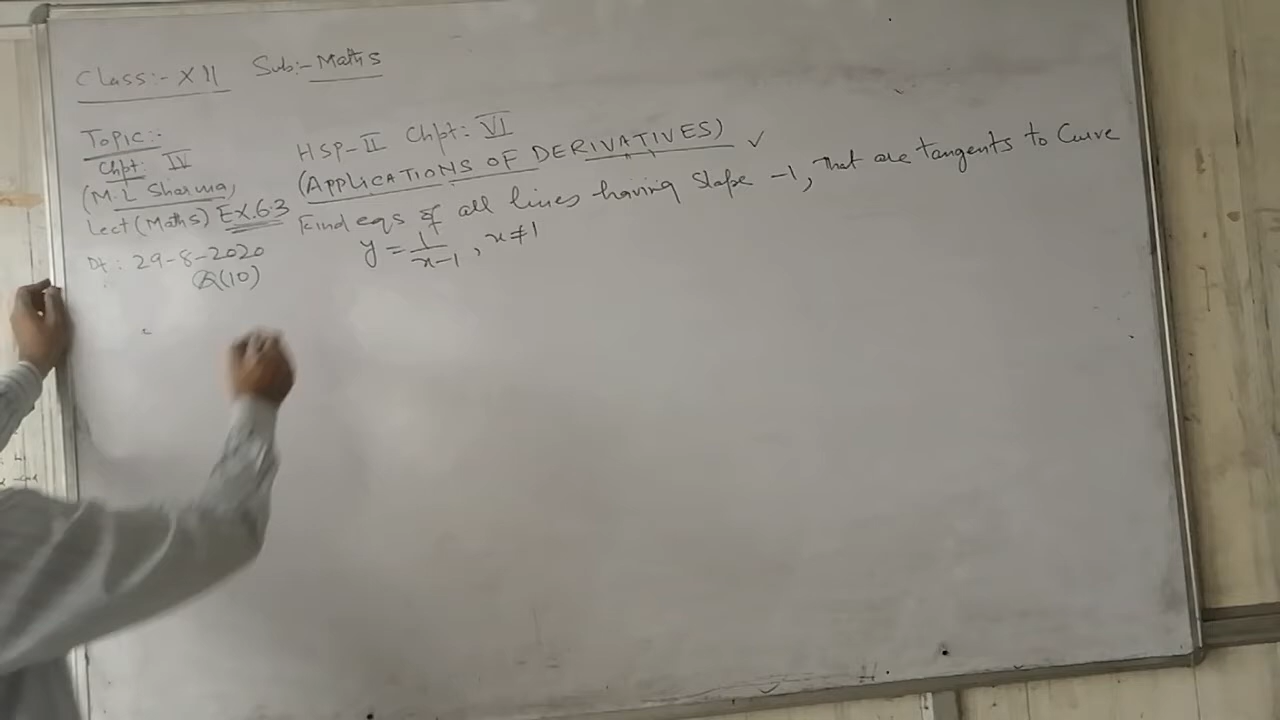 Class:- XII Sub:- Maths
Topic:-
Chpt: IV
(M.L Sharma,
Lect (Maths) EX.6.3
Dt: 29-8-2020
Q(10)
HSP-II Chpt: VI
(APPLICATIONS OF DERIVATIVES) ✓
Find eqs of all lines having Slope -1, that are tangents to Curve
y = 1/(x-1), x≠1